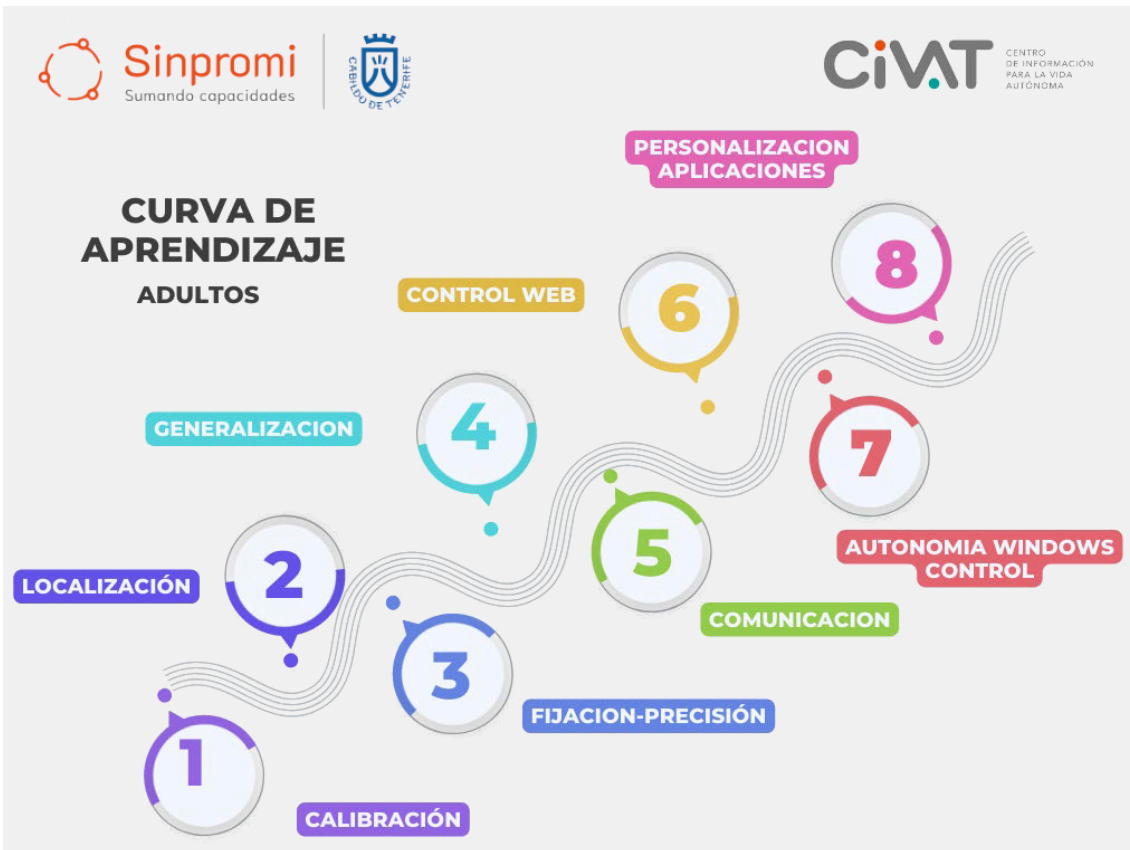 Sinpromi
Sumando capacidades
CABILDO DE TENERIFE
CiVAT
CENTRO
DE INFORMACIÓN
PARA LA VIDA
AUTÓNOMA
CURVA DE
APRENDIZAJE
ADULTOS
1
CALIBRACIÓN
2
LOCALIZACIÓN
3
FIJACION-PRECISIÓN
4
GENERALIZACION
5
COMUNICACION
6
CONTROL WEB
7
AUTONOMIA WINDOWS
CONTROL
8
PERSONALIZACION
APLICACIONES